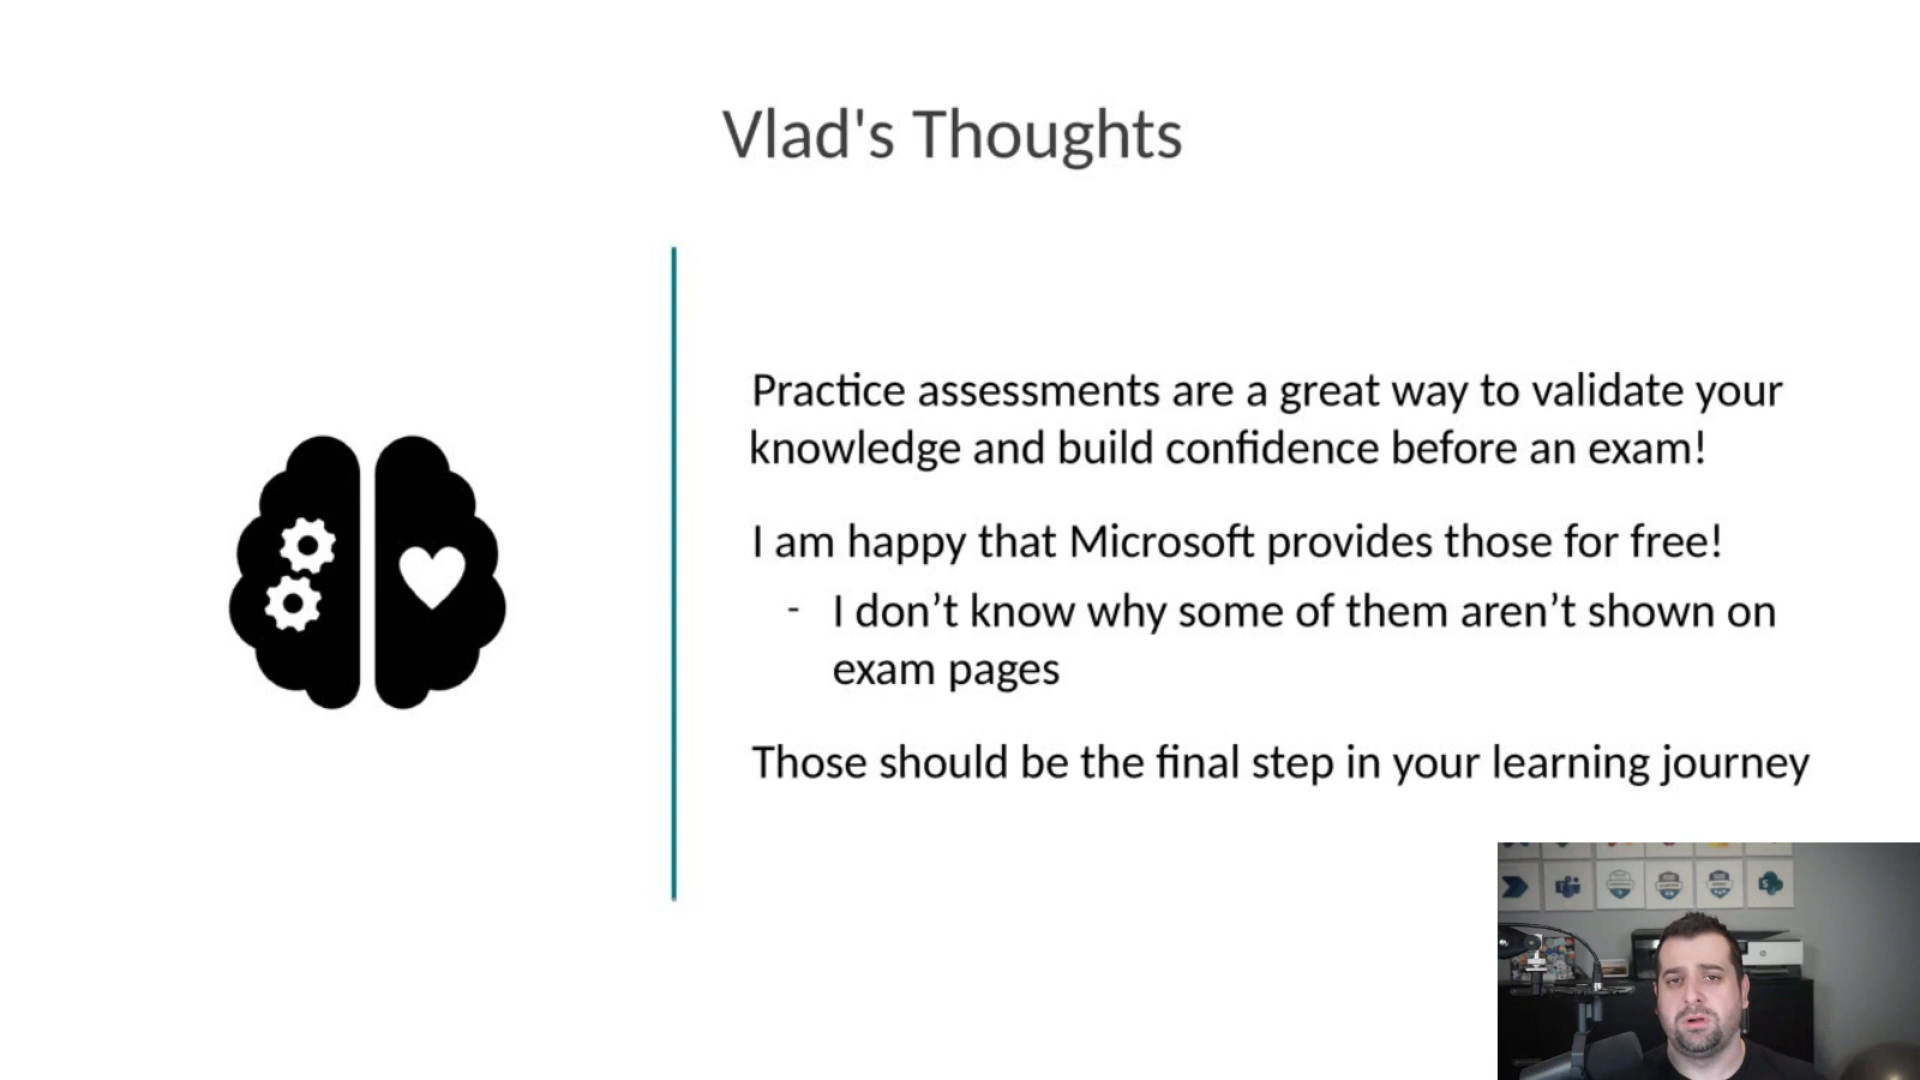 Vlad's Thoughts
Practice assessments are a great way to validate your
knowledge and build confidence before an exam!
I am happy that Microsoft provides those for free!
- I don’t know why some of them aren’t shown on
exam pages
Those should be the final step in your learning journey